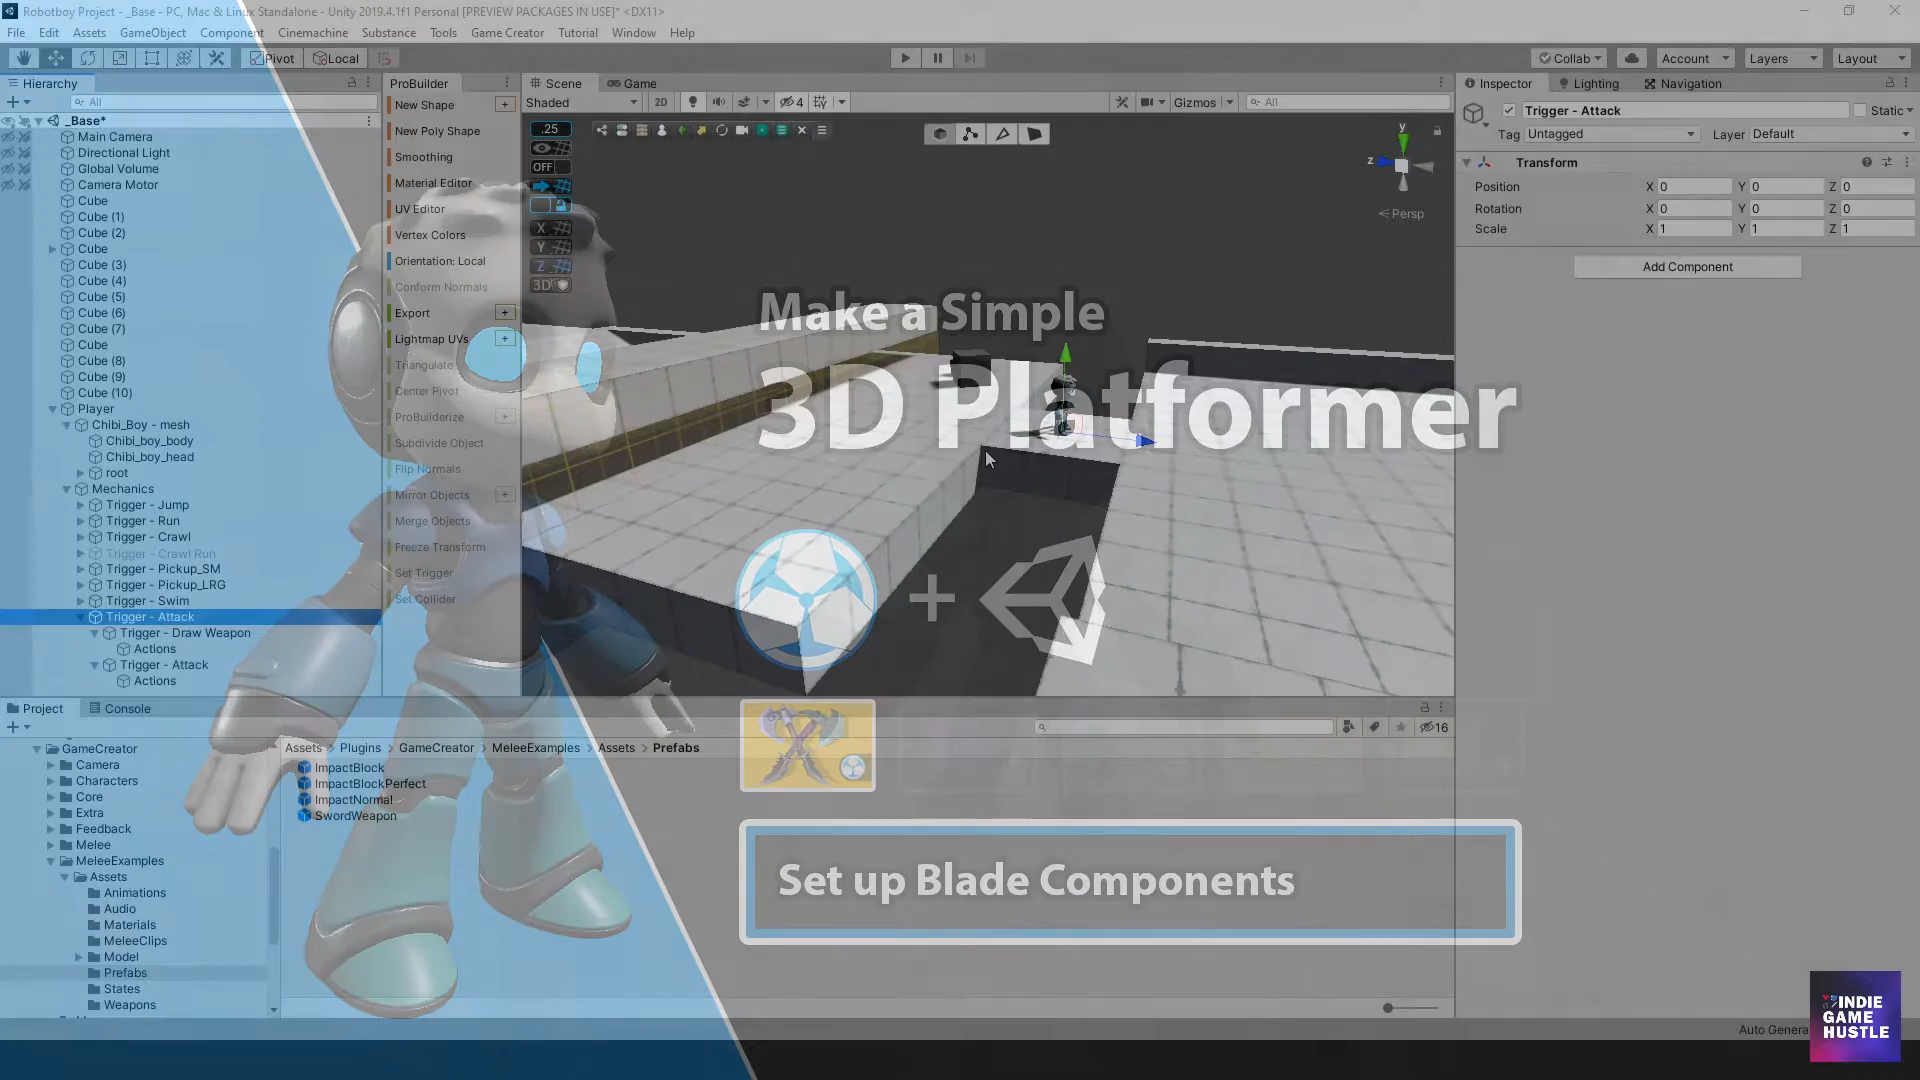 Robotboy Project - _Base - PC, Mac & Linux Standalone - Unity 2019.4.1f1 Personal [PREVIEW PACKAGES IN USE]* <DX11>
File Edit Assets GameObject Component Cinemachine Substance Tools Game Creator Tutorial Window Help
Pivot Local Collab Account Layers Layout
Hierarchy
All
_Base*
Main Camera
Directional Light
Global Volume
Camera Motor
Cube
Cube (1)
Cube (2)
Cube
Cube (3)
Cube (4)
Cube (5)
Cube (6)
Cube (7)
Cube
Cube (8)
Cube (9)
Cube (10)
Player
Chibi_Boy - mesh
Chibi_boy_body
Chibi_boy_head
root
Mechanics
Trigger - Jump
Trigger - Run
Trigger - Crawl
Trigger - Crawl Run
Trigger - Pickup_SM
Trigger - Pickup_LRG
Trigger - Swim
Trigger - Attack
Trigger - Draw Weapon
Actions
Trigger - Attack
Actions
ProBuilder
New Shape +
New Poly Shape
Smoothing
Material Editor
UV Editor
Vertex Colors
Orientation: Local
Conform Normals
Export +
Lightmap UVs +
Triangulate
Center Pivot
ProBuilderize +
Subdivide Object
Flip Normals
Mirror Objects +
Merge Objects
Freeze Transform
Set Trigger
Set Collider
Scene Game
Shaded 2D 4 Gizmos All
.25
OFF
X
Y
Z
3D
y
z
Persp
Make a Simple
3D Platformer
+
Set up Blade Components
Inspector Lighting Navigation
Trigger - Attack Static
Tag Untagged Layer Default
Transform
Position X 0 Y 0 Z 0
Rotation X 0 Y 0 Z 0
Scale X 1 Y 1 Z 1
Add Component
Project Console
16
GameCreator
Camera
Characters
Core
Extra
Feedback
Melee
MeleeExamples
Assets
Animations
Audio
Materials
MeleeClips
Model
Prefabs
States
Weapons
Assets > Plugins > GameCreator > MeleeExamples > Assets > Prefabs
ImpactBlock
ImpactBlockPerfect
ImpactNormal
SwordWeapon
Auto Genera
INDIE
GAME
HUSTLE